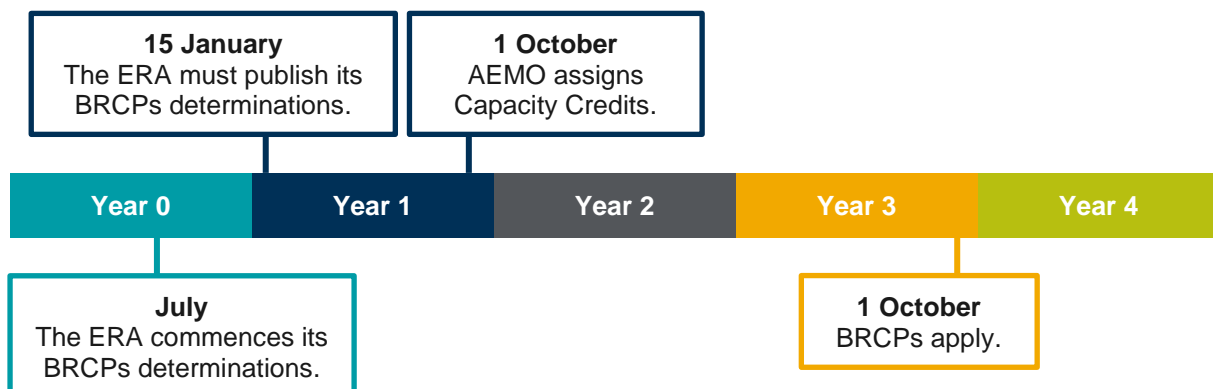 15 January
The ERA must publish its
BRCPs determinations.
1 October
AEMO assigns
Capacity Credits.
Year 0
Year 1
Year 2
Year 3
Year 4
July
The ERA commences its
BRCPs determinations.
1 October
BRCPs apply.